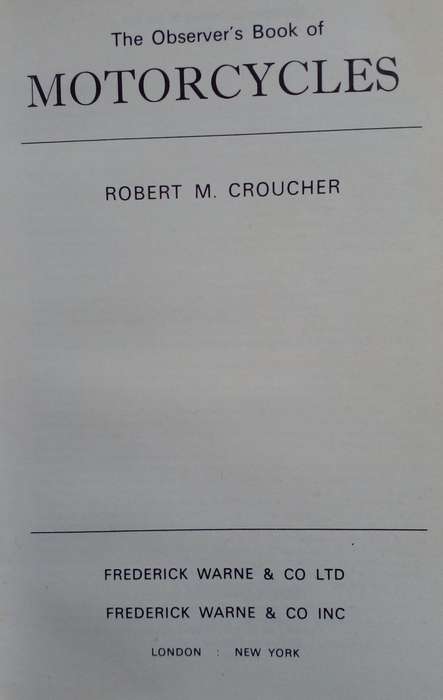 The Observer's Book of
MOTORCYCLES
ROBERT M. CROUCHER
FREDERICK WARNE & CO LTD
FREDERICK WARNE & CO INC
LONDON : NEW YORK